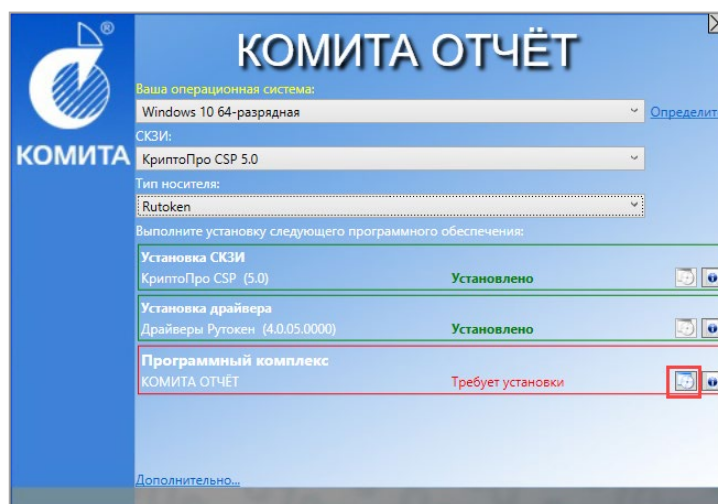 КОМИТА ОТЧЁТ
Ваша операционная система:
Windows 10 64-разрядная
Определит
СКЗИ:
КОМИТА
КриптоПро CSP 5.0
Тип носителя:
Rutoken
Выполните установку следующего программного обеспечения:
Установка СКЗИ
КриптоПро CSP (5.0) Установлено
Установка драйвера
Драйверы Рутокен (4.0.05.0000) Установлено
Программный комплекс
КОМИТА ОТЧЁТ Требует установки
Дополнительно...